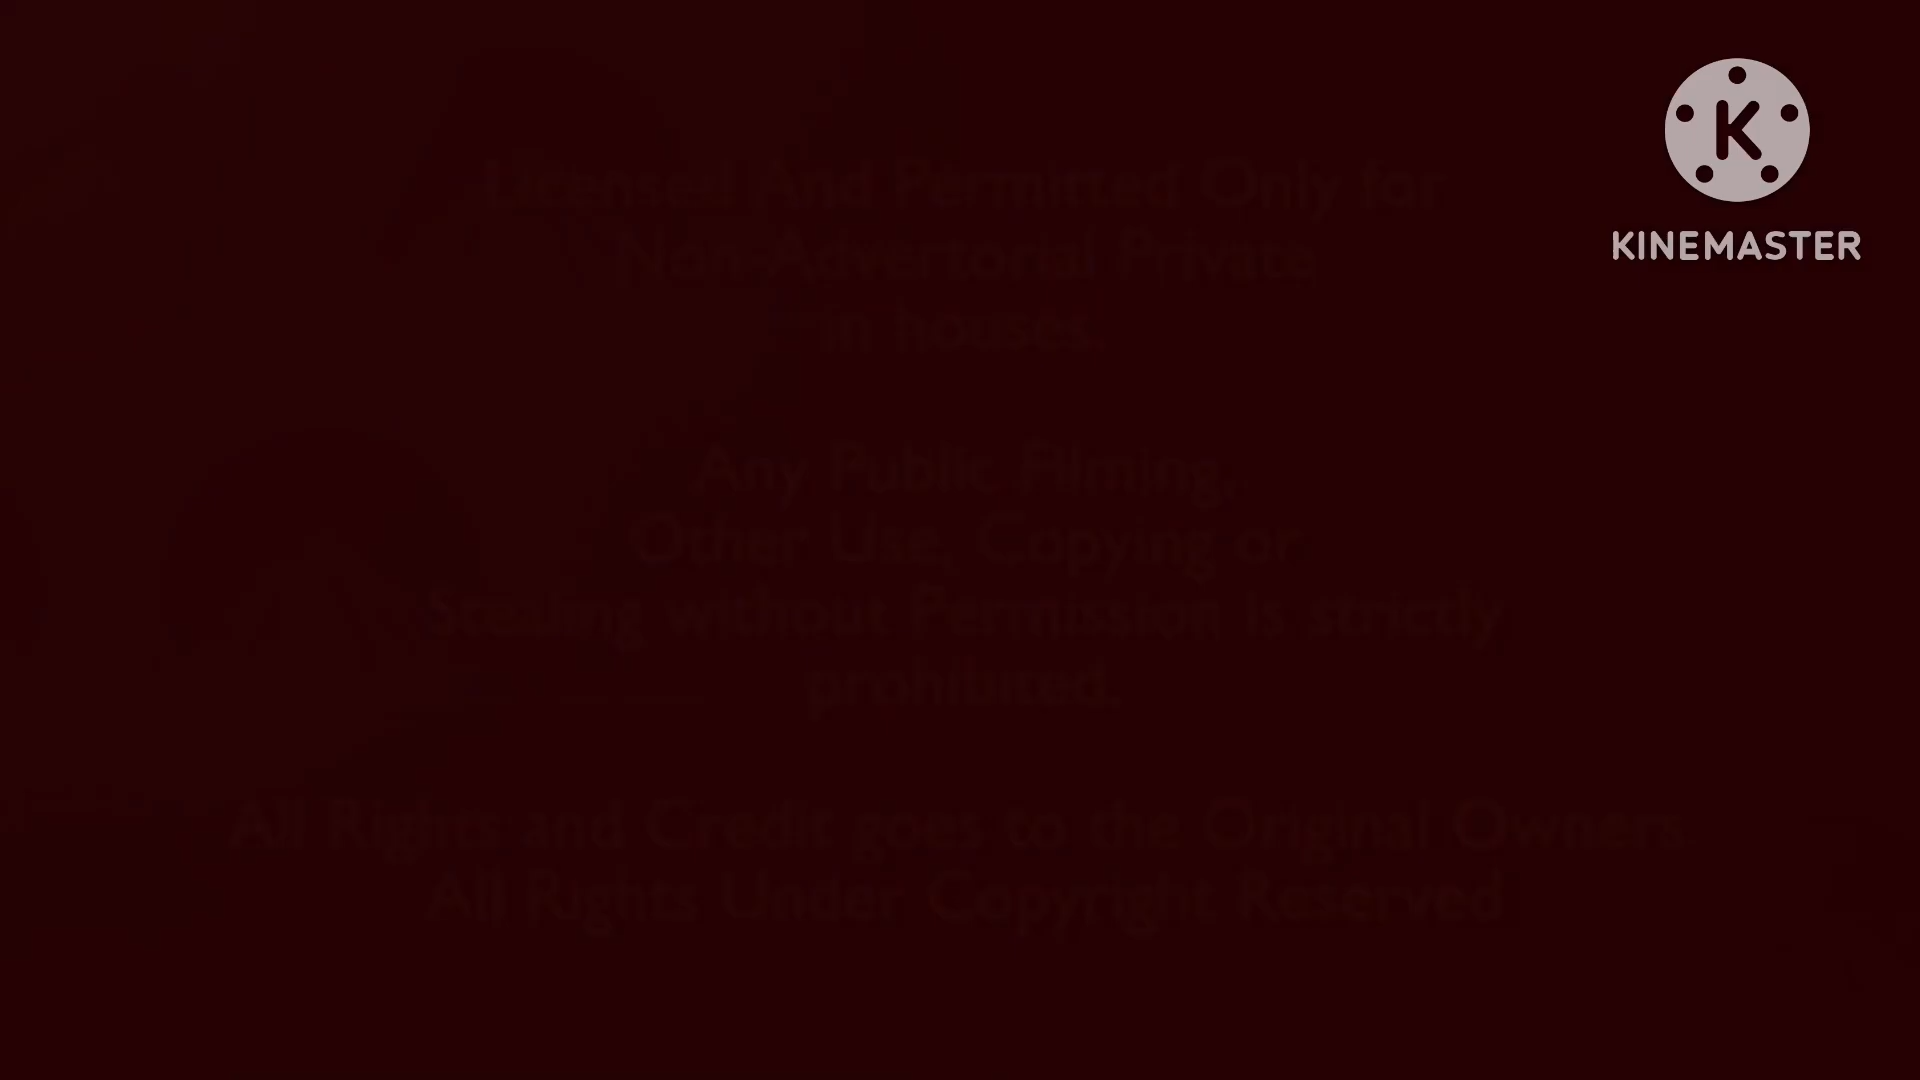 K
KINEMASTER
Licensed And Permitted Only for
Non-Advertorial Private
in houses.
Any Public Filming,
Other Use, Copying or
Stealing without Permission is strictly
prohibited.
All Rights and Credit goes to the Original Owners
All Rights Under Copyright Reserved